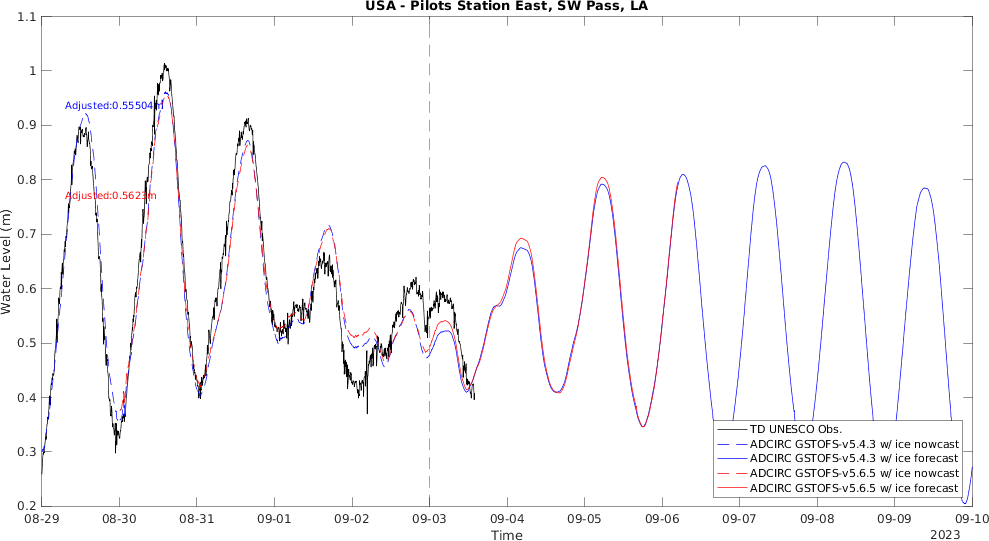 USA - Pilots Station East, SW Pass, LA
1.1
1
0.9
0.8
0.7
0.6
0.5
0.4
0.3
0.2
Water Level (m)
Adjusted:0.55504m
Adjusted:0.5623m
TD UNESCO Obs.
ADCIRC GSTOFS-v5.4.3 w/ ice nowcast
ADCIRC GSTOFS-v5.4.3 w/ ice forecast
ADCIRC GSTOFS-v5.6.5 w/ ice nowcast
ADCIRC GSTOFS-v5.6.5 w/ ice forecast
08-29 08-30 08-31 09-01 09-02 09-03 09-04 09-05 09-06 09-07 09-08 09-09 09-10
Time
2023